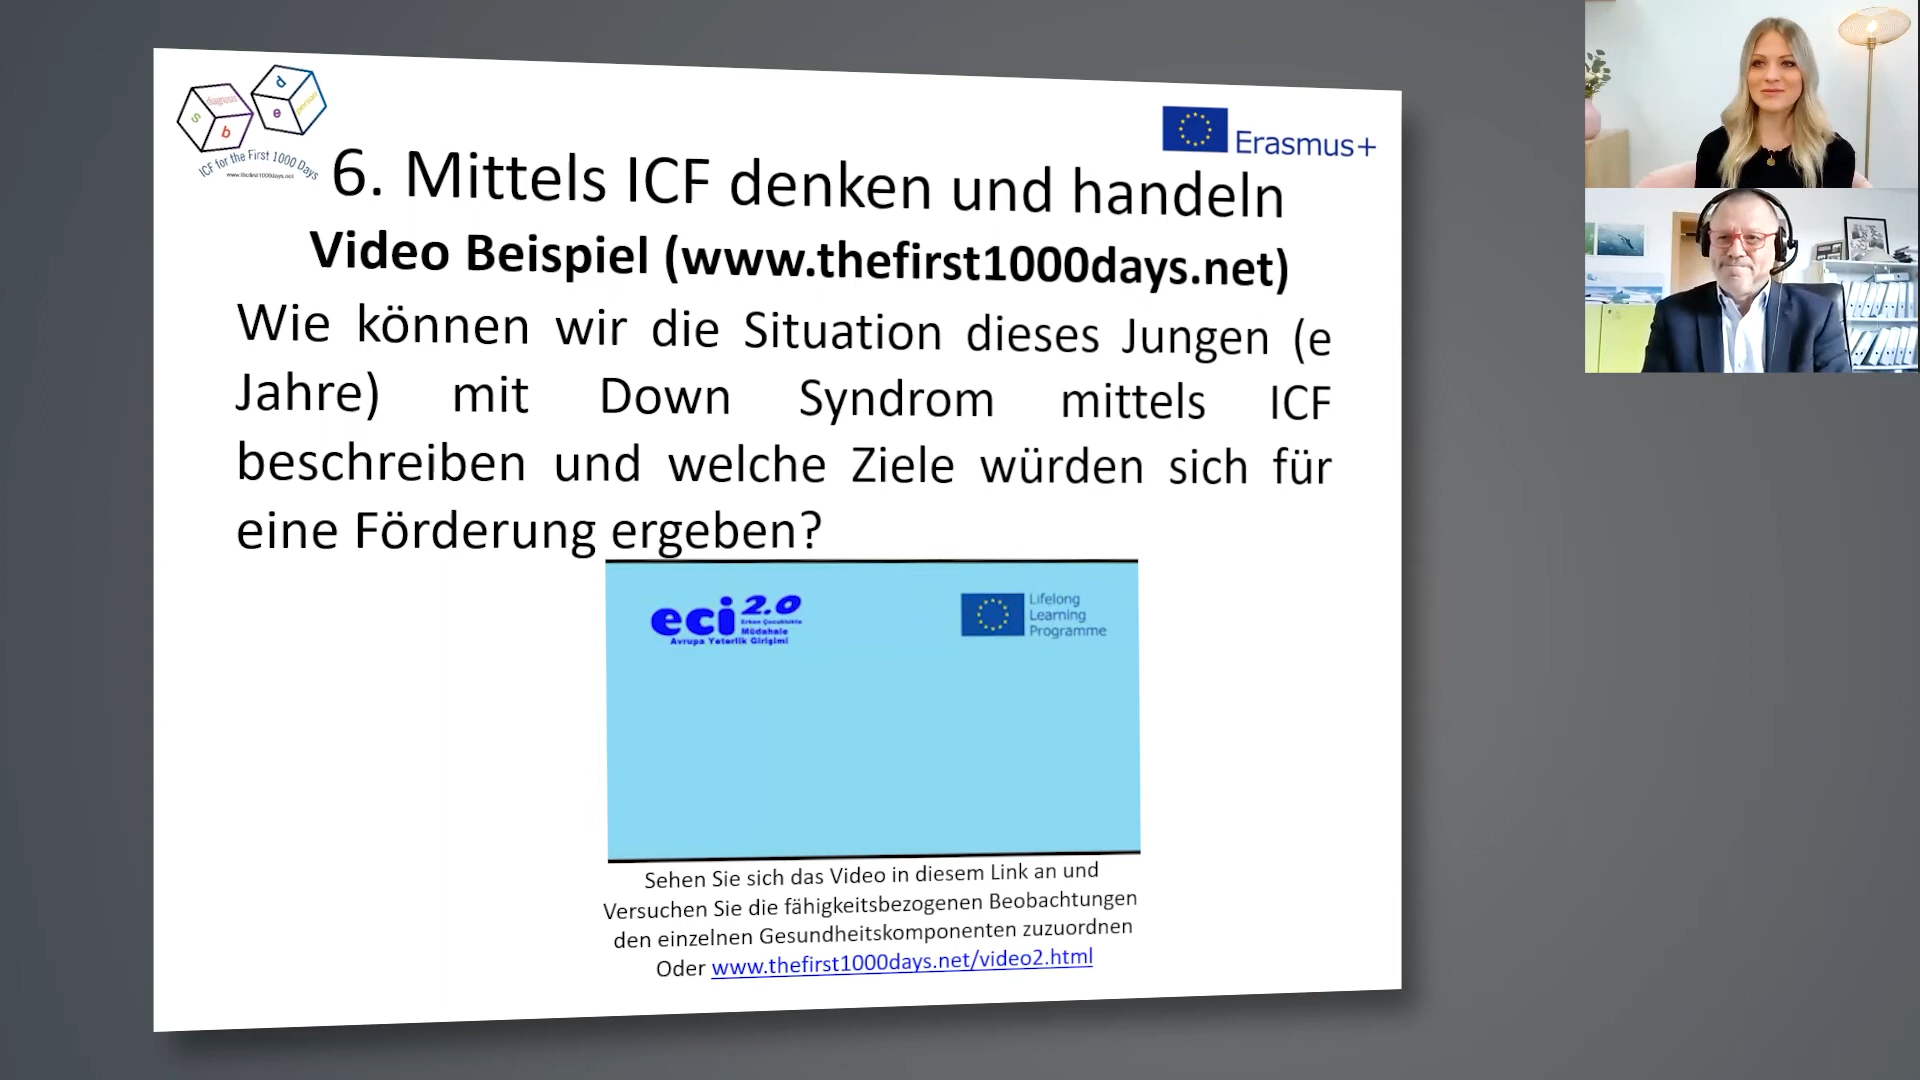 diagnosis
s
b
d
e
person
ICF for the First 1000 Days
www.thefirst1000days.net
Erasmus+
6. Mittels ICF denken und handeln
Video Beispiel (www.thefirst1000days.net)
Wie können wir die Situation dieses Jungen (e
Jahre) mit Down Syndrom mittels ICF
beschreiben und welche Ziele würden sich für
eine Förderung ergeben?
eci 2.0
Erken Çocuklukta
Müdahale
Avrupa Yeterlik Girişimi
Lifelong
Learning
Programme
Sehen Sie sich das Video in diesem Link an und
Versuchen Sie die fähigkeitsbezogenen Beobachtungen
den einzelnen Gesundheitskomponenten zuzuordnen
Oder www.thefirst1000days.net/video2.html